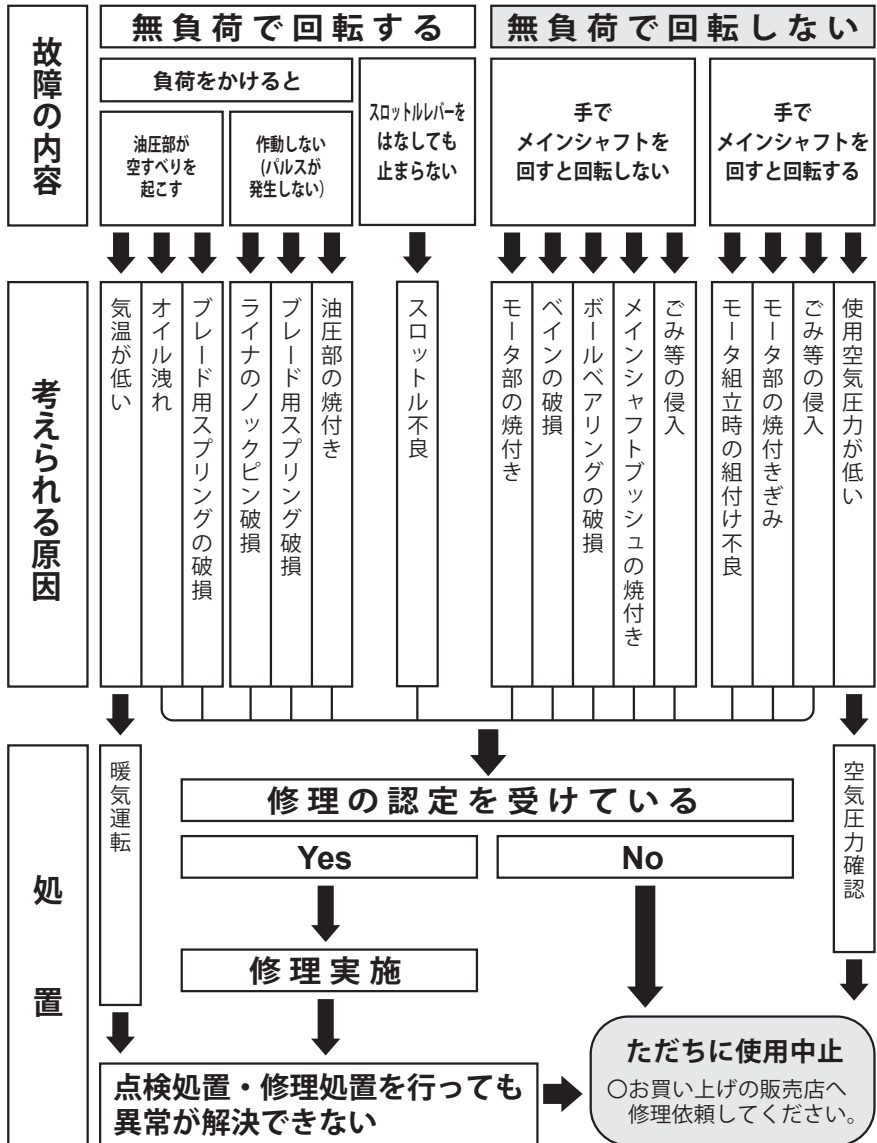 故障の内容
無負荷で回転する
無負荷で回転しない
負荷をかけると
油圧部が
空すべりを
起こす
作動しない
(パルスが
発生しない)
スロットルレバーを
はなしても
止まらない
手で
メインシャフトを
回すと回転しない
手で
メインシャフトを
回すと回転する
考えられる原因
気温が低い
オイル洩れ
ブレード用スプリングの破損
ライナのノックピン破損
ブレード用スプリング破損
油圧部の焼付き
スロットル不良
モータ部の焼付き
ベインの破損
ボールベアリングの破損
メインシャフトブッシュの焼付き
ごみ等の侵入
モータ組立時の組付け不良
モータ部の焼付きぎみ
ごみ等の侵入
使用空気圧力が低い
処置
暖気運転
修理の認定を受けている
Yes
No
修理実施
空気圧力確認
点検処置・修理処置を行っても
異常が解決できない
ただちに使用中止
○お買い上げの販売店へ
修理依頼してください。